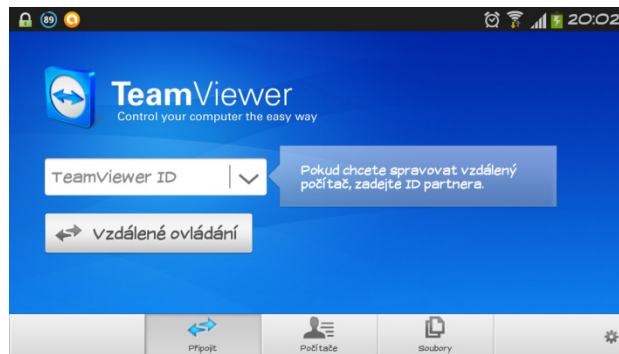 89
20:02
TeamViewer
Control your computer the easy way
TeamViewer ID
Pokud chcete spravovat vzdálený
počítač, zadejte ID partnera.
Vzdálené ovládání
Připojit
Počítače
Soubory